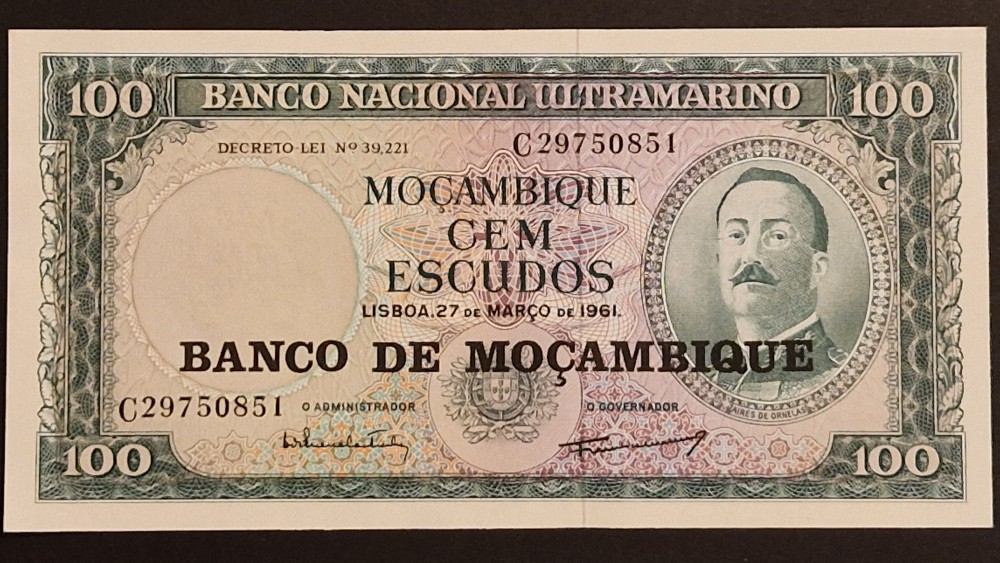 100 BANCO NACIONAL ULTRAMARINO 100
DECRETO-LEI Nº 39,221 C29750851
MOÇAMBIQUE
CEM
ESCUDOS
LISBOA.27 DE MARÇO DE 1961.
BANCO DE MOÇAMBIQUE
C29750851 O ADMINISTRADOR O GOVERNADOR
AIRES DE ORNELAS
100 100